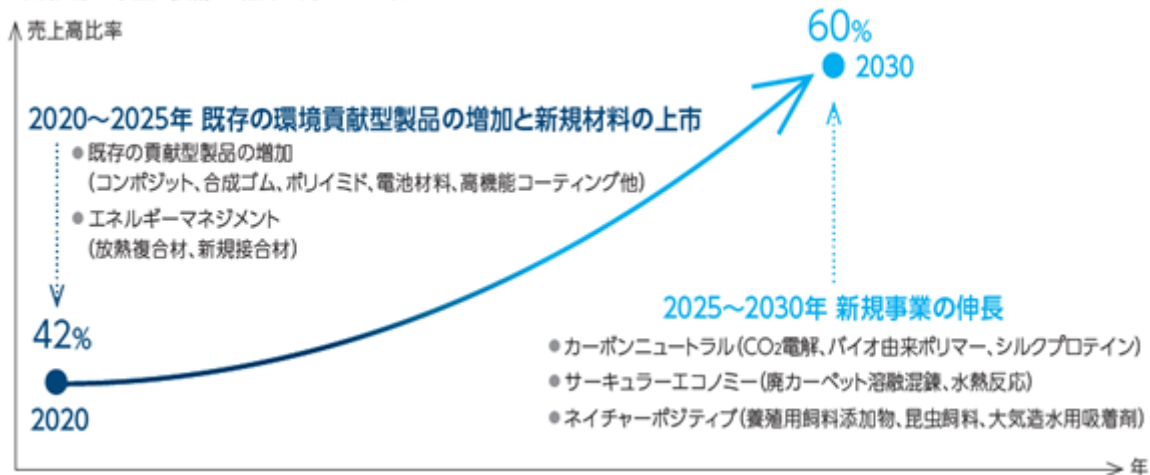 売上高比率
60%
2030
2020～2025年 既存の環境貢献型製品の増加と新規材料の上市
●既存の貢献型製品の増加
(コンポジット、合成ゴム、ポリイミド、電池材料、高機能コーティング他)
●エネルギーマネジメント
(放熱複合材、新規接合材)
42%
2020
2025～2030年 新規事業の伸長
●カーボンニュートラル(CO2電解、バイオ由来ポリマー、シルクプロテイン)
●サーキュラーエコノミー(廃カーペット溶融混錬、水熱反応)
●ネイチャーポジティブ(養殖用飼料添加物、昆虫飼料、大気造水用吸着剤)
年